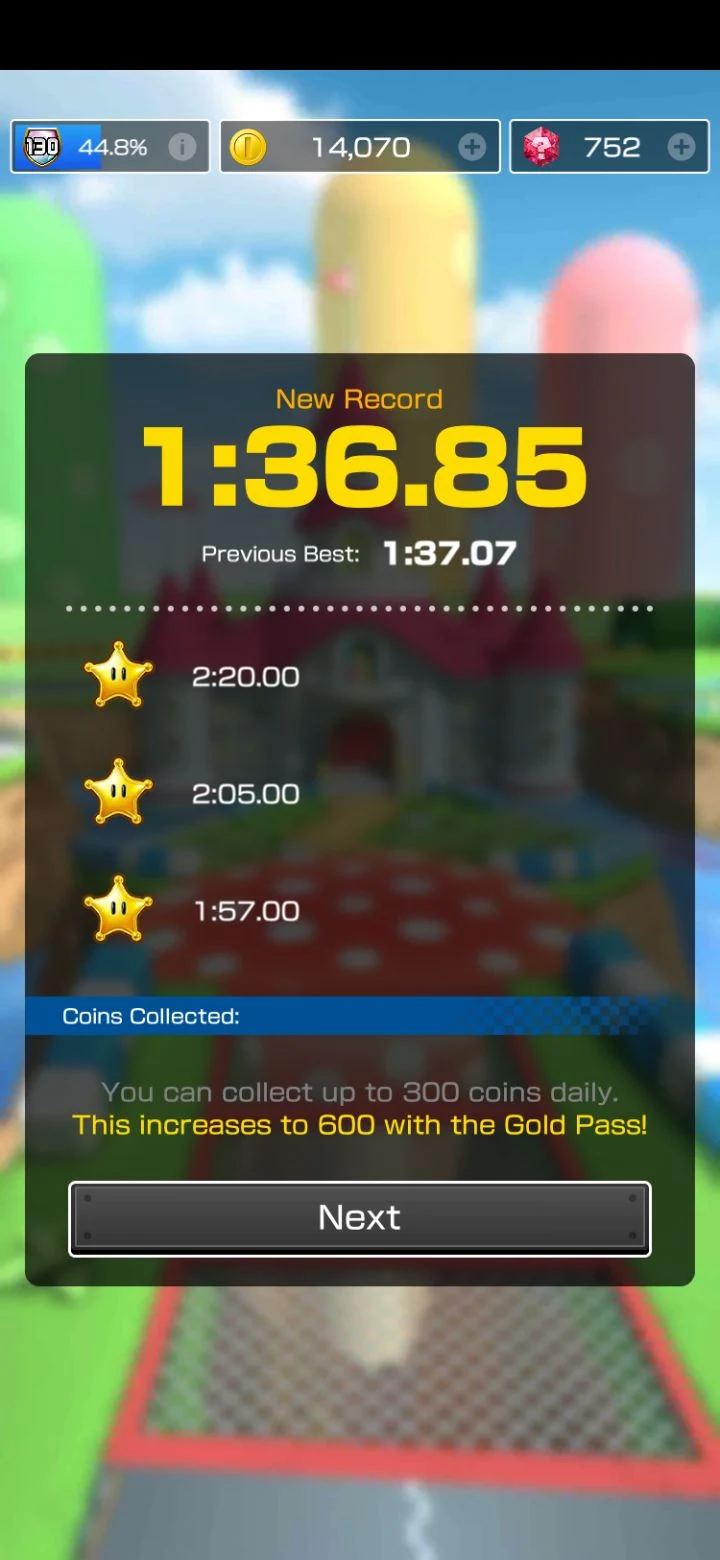 130 44.8% i 14,070 + ? 752 +
New Record
1:36.85
Previous Best: 1:37.07
2:20.00
2:05.00
1:57.00
Coins Collected:
You can collect up to 300 coins daily.
This increases to 600 with the Gold Pass!
Next